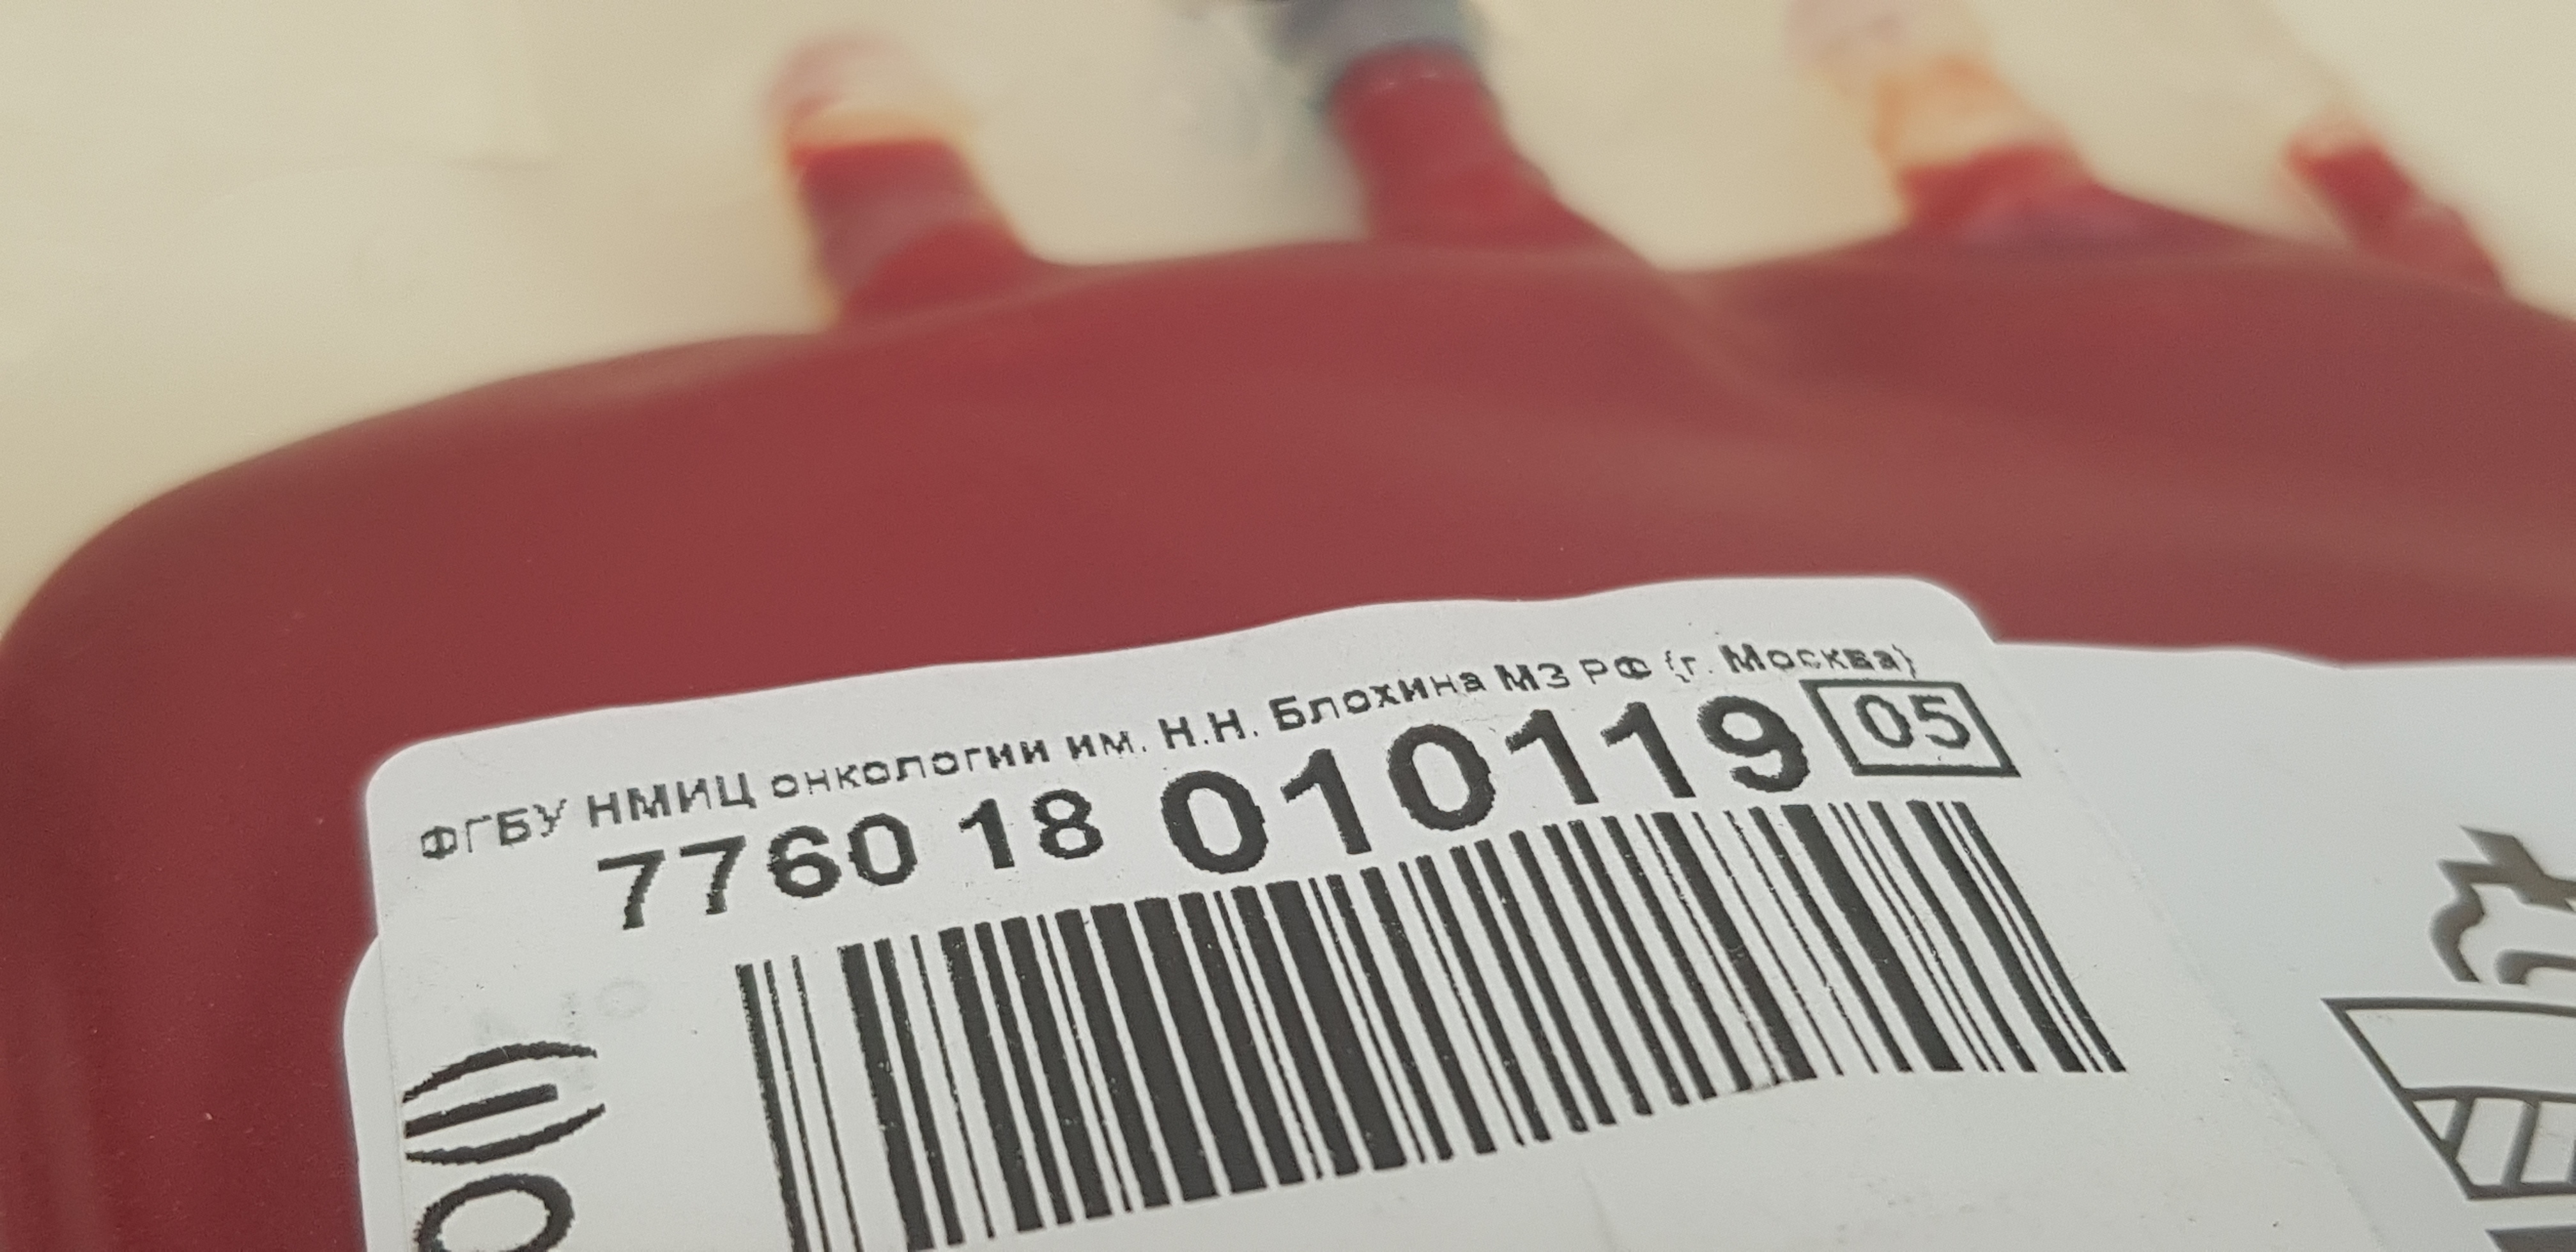 ФГБУ НМИЦ онкологии им. Н.Н. Блохина МЗ РФ (г. Москва)
7760 18 010119 05
O(I)